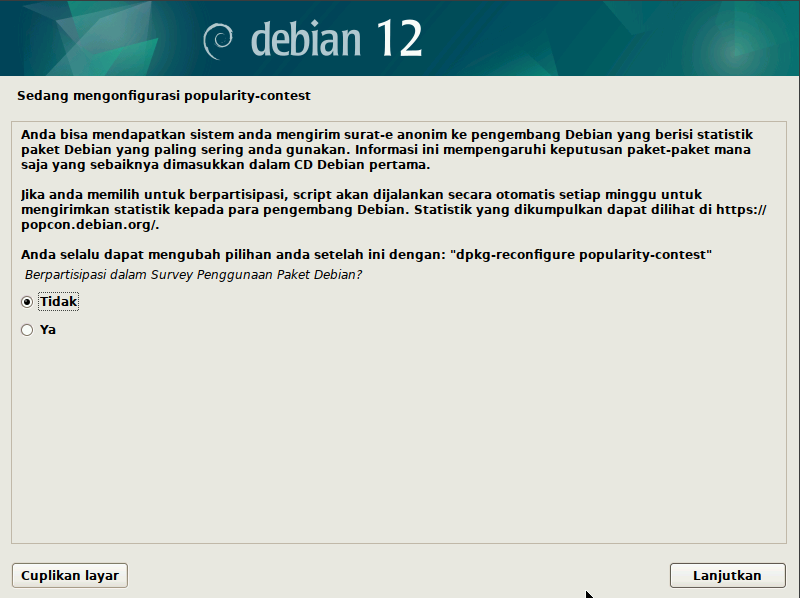 debian 12
Sedang mengonfigurasi popularity-contest
Anda bisa mendapatkan sistem anda mengirim surat-e anonim ke pengembang Debian yang berisi statistik
paket Debian yang paling sering anda gunakan. Informasi ini mempengaruhi keputusan paket-paket mana
saja yang sebaiknya dimasukkan dalam CD Debian pertama.
Jika anda memilih untuk berpartisipasi, script akan dijalankan secara otomatis setiap minggu untuk
mengirimkan statistik kepada para pengembang Debian. Statistik yang dikumpulkan dapat dilihat di https://
popcon.debian.org/.
Anda selalu dapat mengubah pilihan anda setelah ini dengan: "dpkg-reconfigure popularity-contest"
Berpartisipasi dalam Survey Penggunaan Paket Debian?
Tidak
Ya
Cuplikan layar
Lanjutkan